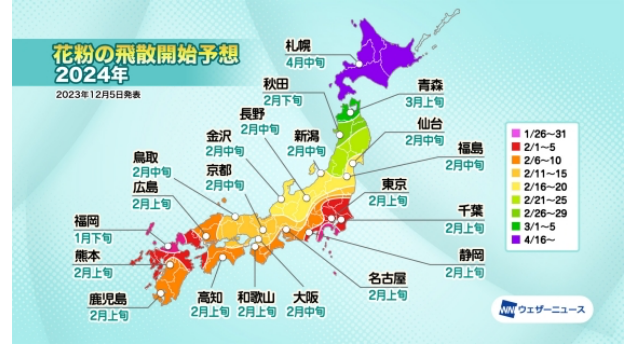 花粉の飛散開始予想
2024年
2023年12月5日発表
札幌
4月中旬
秋田
2月下旬
青森
3月上旬
長野
2月中旬
金沢
2月中旬
新潟
2月中旬
仙台
2月中旬
鳥取
2月中旬
京都
2月中旬
福島
2月中旬
広島
2月上旬
東京
2月上旬
福岡
1月下旬
千葉
2月上旬
熊本
2月上旬
静岡
2月上旬
鹿児島
2月上旬
高知
2月上旬
和歌山
2月上旬
大阪
2月中旬
名古屋
2月上旬
1/26~31
2/1~5
2/6~10
2/11~15
2/16~20
2/21~25
2/26~29
3/1~5
4/16~
WN ウェザーニュース